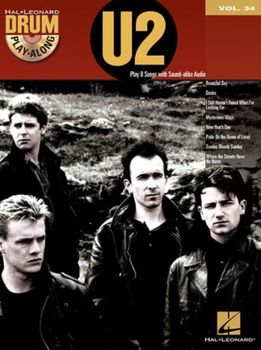 HAL•LEONARD
DRUM
PLAY-ALONG
VOL. 34
U2
Play 8 Songs with Sound-alike Audio
Beautiful Day
Desire
I Still Haven't Found What I'm
Looking For
Mysterious Ways
New Year's Day
Pride (In the Name of Love)
Sunday Bloody Sunday
Where the Streets Have
No Name
HAL•LEONARD®